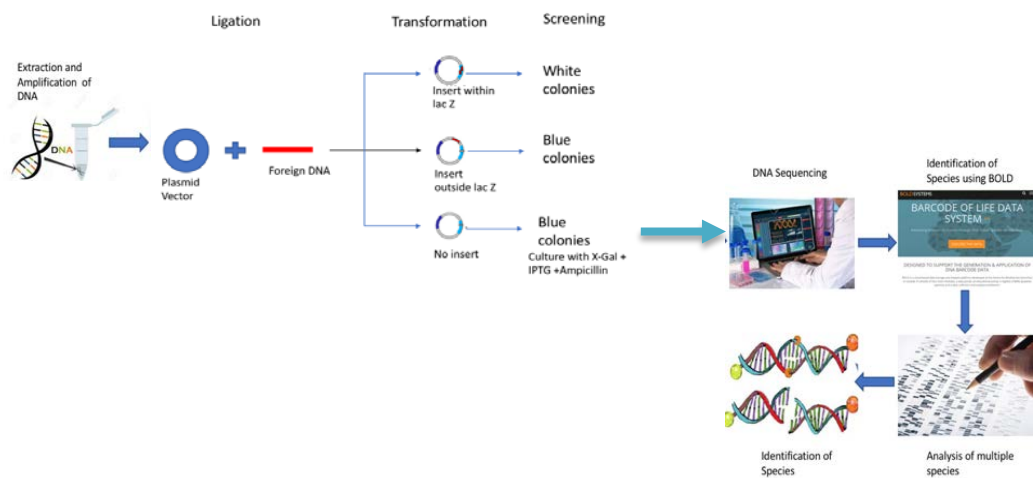 Ligation
Transformation
Screening
Extraction and
Amplification of
DNA
DNA
Plasmid
Vector
Foreign DNA
Insert within
lac Z
White
colonies
Insert
outside lac Z
Blue
colonies
No insert
Blue
colonies
Culture with X-Gal +
IPTG +Ampicillin
DNA Sequencing
Identification of
Species using BOLD
BOLDSYSTEMS
BARCODE OF LIFE DATA
SYSTEM
DESIGNED TO SUPPORT THE GENERATION & APPLICATION OF
DNA BARCODE DATA
Identification of
Species
Analysis of multiple
species